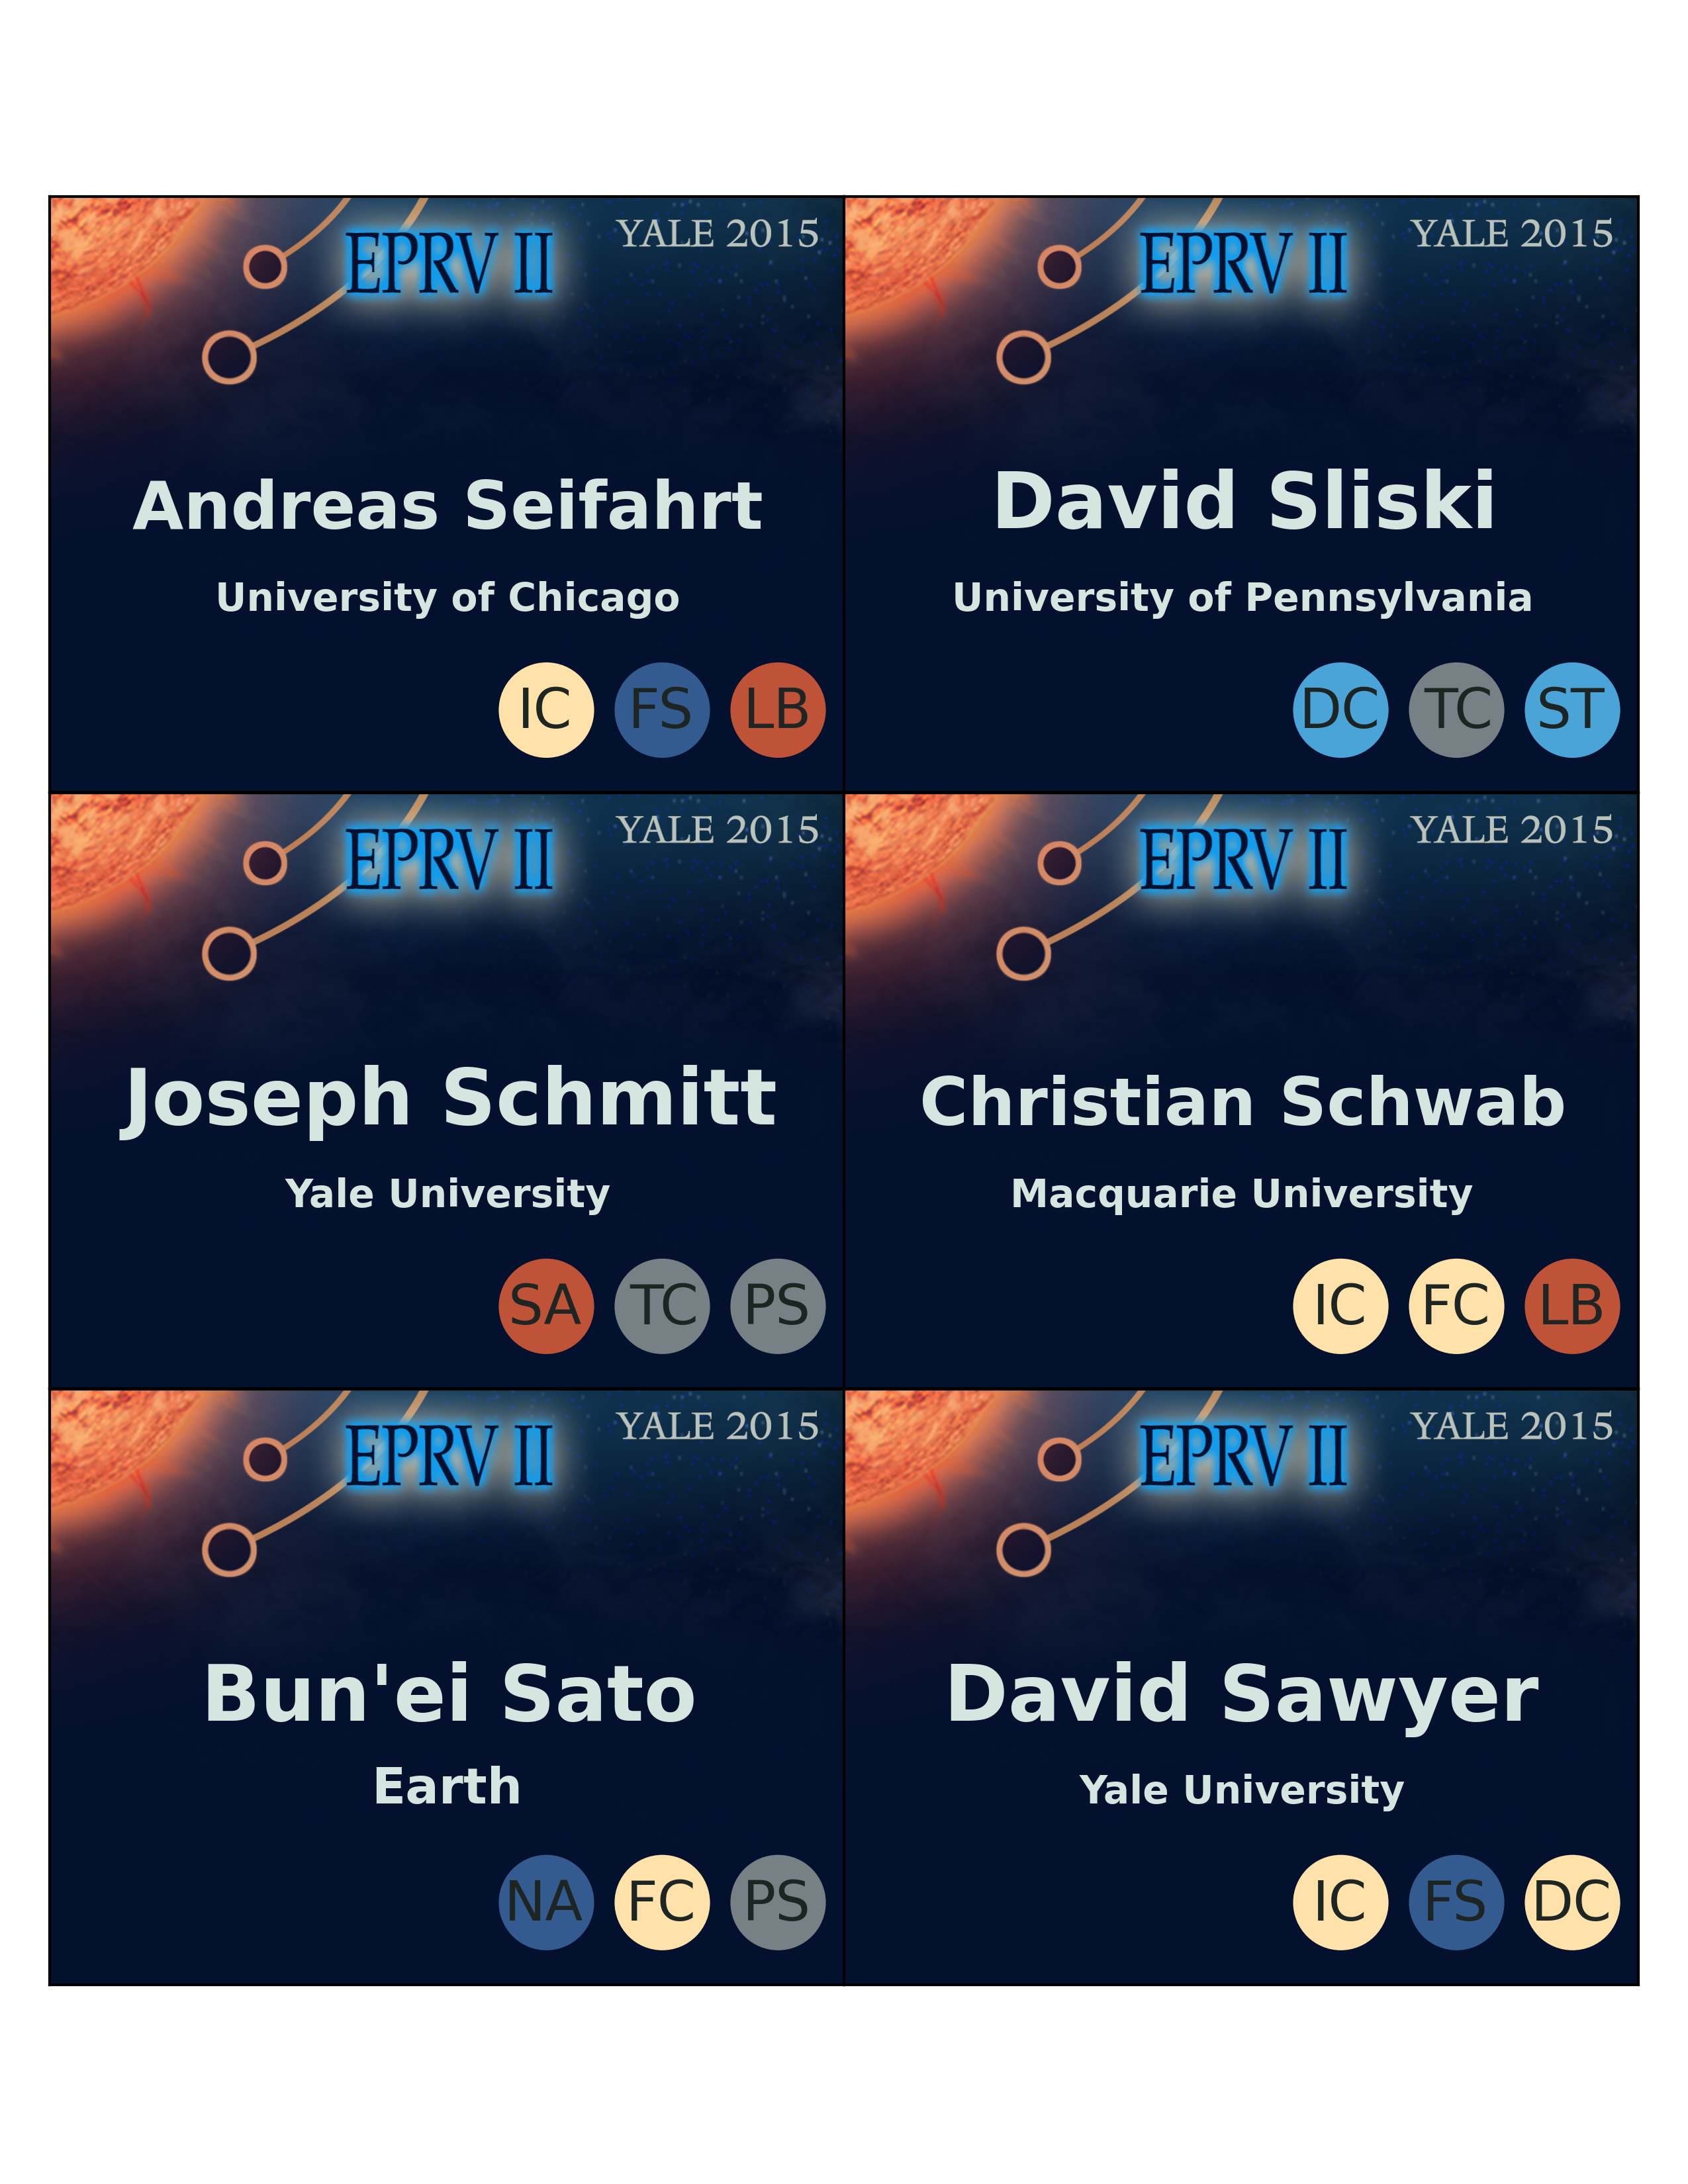 EPRV II YALE 2015
Andreas Seifahrt
University of Chicago
IC FS LB
EPRV II YALE 2015
David Sliski
University of Pennsylvania
DC TC ST
EPRV II YALE 2015
Joseph Schmitt
Yale University
SA TC PS
EPRV II YALE 2015
Christian Schwab
Macquarie University
IC FC LB
EPRV II YALE 2015
Bun'ei Sato
Earth
NA FC PS
EPRV II YALE 2015
David Sawyer
Yale University
IC FS DC